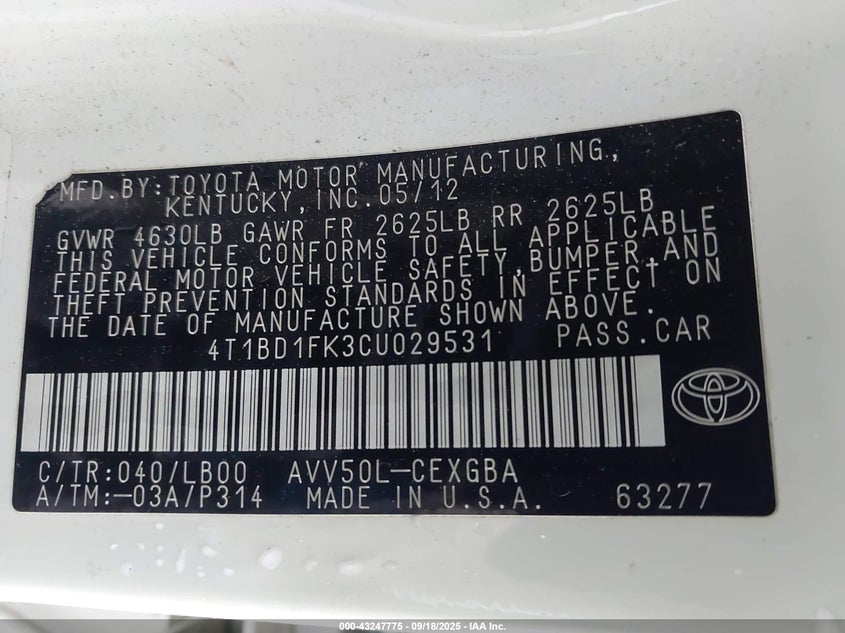 MFD. BY: TOYOTA MOTOR MANUFACTURING,
KENTUCKY, INC. 05/12
GVWR 4630LB GAWR FR 2625LB RR 2625LB
THIS VEHICLE CONFORMS TO ALL APPLICABLE
FEDERAL MOTOR VEHICLE SAFETY, BUMPER, AND
THEFT PREVENTION STANDARDS IN EFFECT ON
THE DATE OF MANUFACTURE SHOWN ABOVE.
4T1BD1FK3CU029531 PASS. CAR
C/TR: 040/LB00 AVV50L-CEXGBA
A/TM: -03A/P314 MADE IN U.S.A. 63277
000-43247775 - 09/18/2025 - IAA Inc.